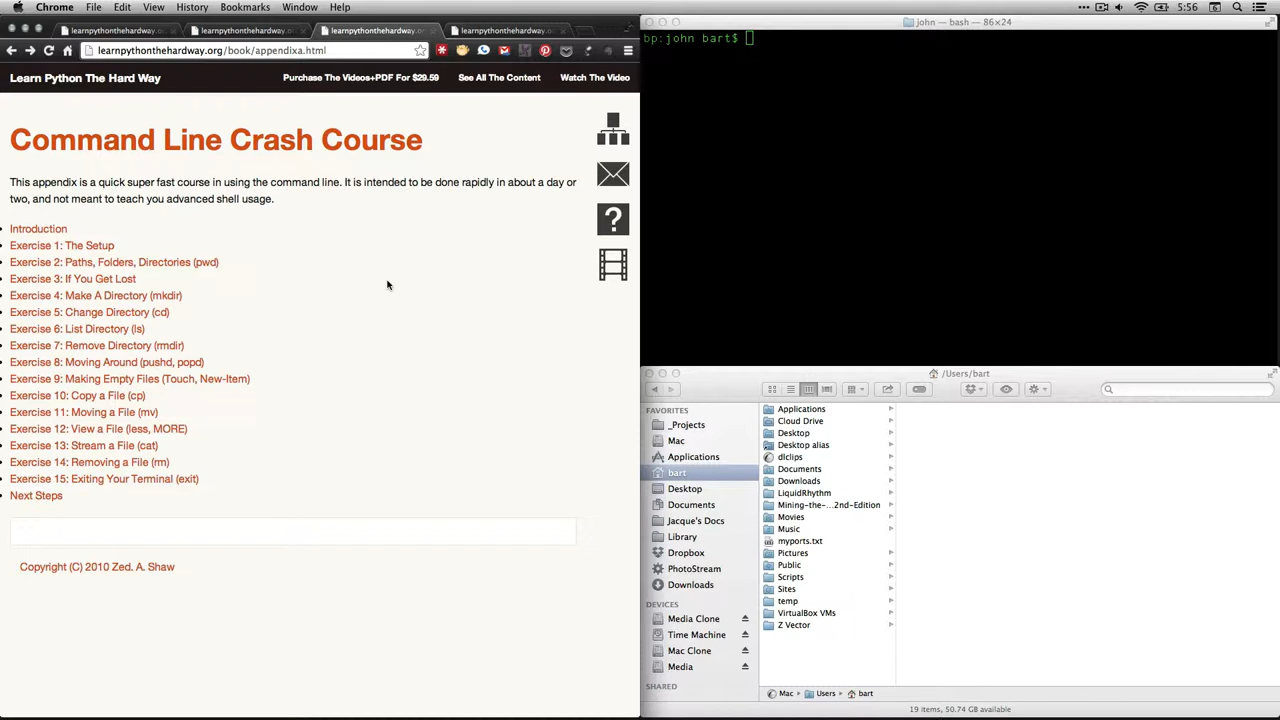 Chrome File Edit View History Bookmarks Window Help 5:56
learnpythonthehardway.or learnpythonthehardway.or learnpythonthehardway.or learnpythonthehardway.or
learnpythonthehardway.org/book/appendixa.html
Learn Python The Hard Way Purchase The Videos+PDF For $29.59 See All The Content Watch The Video
Command Line Crash Course
This appendix is a quick super fast course in using the command line. It is intended to be done rapidly in about a day or
two, and not meant to teach you advanced shell usage.
Introduction
Exercise 1: The Setup
Exercise 2: Paths, Folders, Directories (pwd)
Exercise 3: If You Get Lost
Exercise 4: Make A Directory (mkdir)
Exercise 5: Change Directory (cd)
Exercise 6: List Directory (ls)
Exercise 7: Remove Directory (rmdir)
Exercise 8: Moving Around (pushd, popd)
Exercise 9: Making Empty Files (Touch, New-Item)
Exercise 10: Copy a File (cp)
Exercise 11: Moving a File (mv)
Exercise 12: View a File (less, MORE)
Exercise 13: Stream a File (cat)
Exercise 14: Removing a File (rm)
Exercise 15: Exiting Your Terminal (exit)
Next Steps
Copyright (C) 2010 Zed. A. Shaw
john — bash — 86×24
bp:john bart$
/Users/bart
FAVORITES
_Projects
Mac
Applications
bart
Desktop
Documents
Jacque's Docs
Library
Dropbox
PhotoStream
Downloads
DEVICES
Media Clone
Time Machine
Mac Clone
Media
SHARED
Applications
Cloud Drive
Desktop
Desktop alias
dlclips
Documents
Downloads
LiquidRhythm
Mining-the-...2nd-Edition
Movies
Music
myports.txt
Pictures
Public
Scripts
Sites
temp
VirtualBox VMs
Z Vector
Mac Users bart
19 items, 50.74 GB available